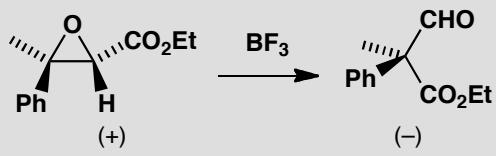 O
CO₂Et
BF₃
CHO
Ph
H
Ph
CO₂Et
(+)
(−)